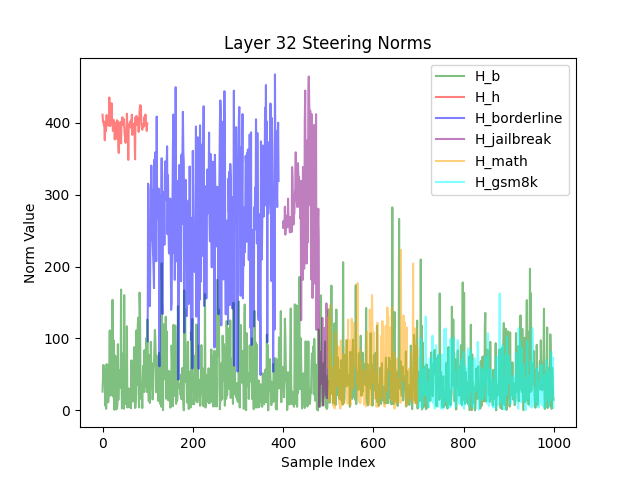 Layer 32 Steering Norms
H_b
H_h
H_borderline
H_jailbreak
H_math
H_gsm8k
Norm Value
400
300
200
100
0
0
200
400
600
800
1000
Sample Index